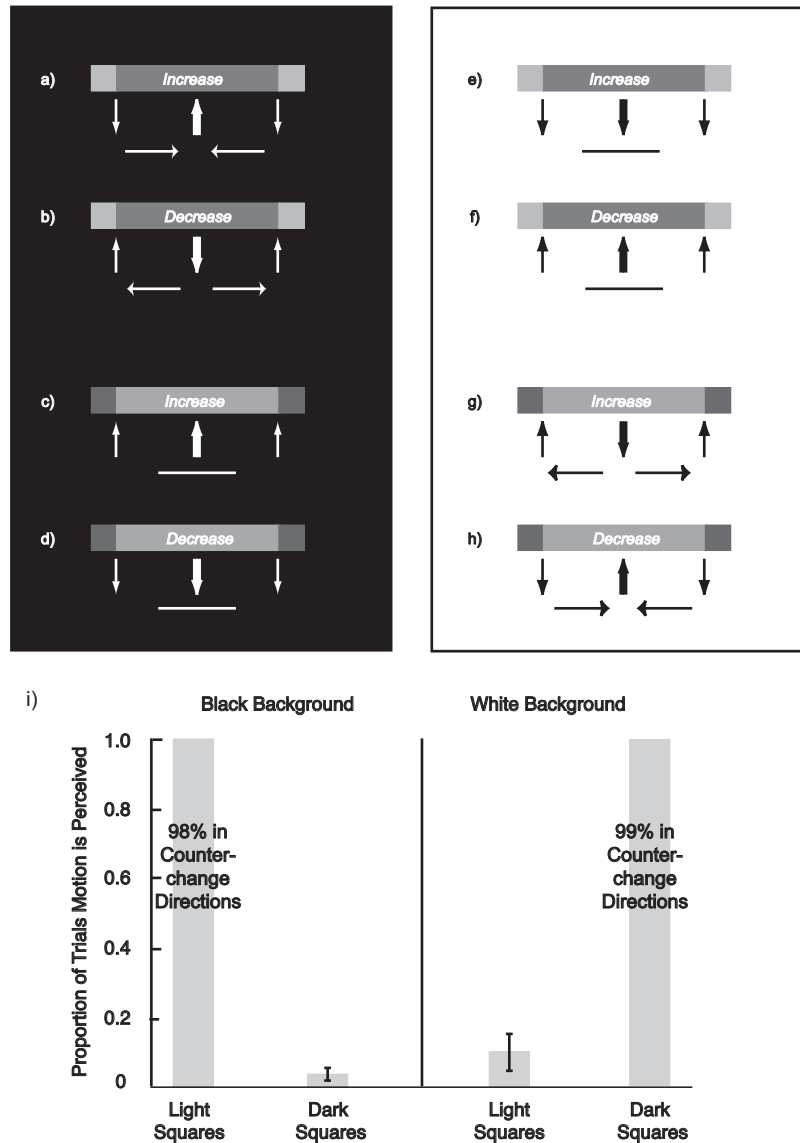 a)
Increase
b)
Decrease
c)
Increase
d)
Decrease
e)
Increase
f)
Decrease
g)
Increase
h)
Decrease
i)
Black Background
White Background
Proportion of Trials Motion is Perceived
1.0
0.8
0.6
0.4
0.2
0
98% in
Counter-
change
Directions
99% in
Counter-
change
Directions
Light
Squares
Dark
Squares
Light
Squares
Dark
Squares